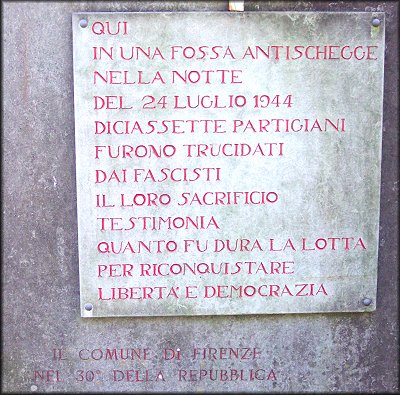 QUI
IN UNA FOSSA ANTISCHEGGE
NELLA NOTTE
DEL 24 LUGLIO 1944
DICIASSETTE PARTIGIANI
FURONO TRUCIDATI
DAI FASCISTI
IL LORO SACRIFICIO
TESTIMONIA
QUANTO FU DURA LA LOTTA
PER RICONQUISTARE
LIBERTA' E DEMOCRAZIA
IL COMUNE DI FIRENZE
NEL 30° DELLA REPUBBLICA